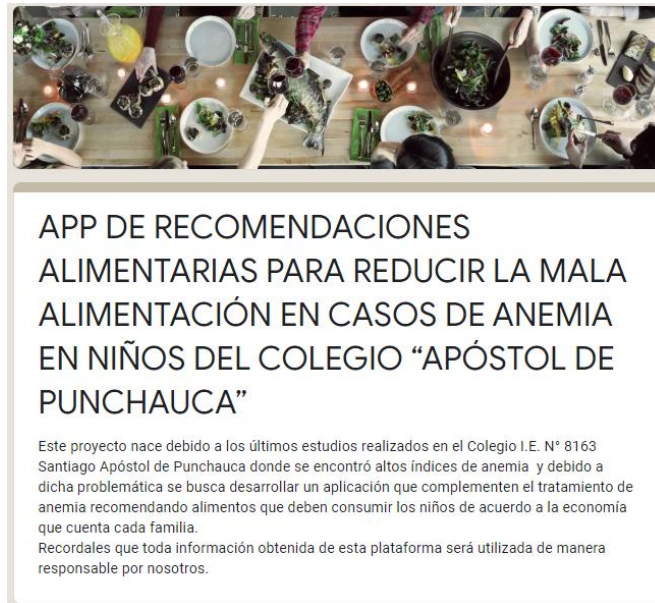 APP DE RECOMENDACIONES
ALIMENTARIAS PARA REDUCIR LA MALA
ALIMENTACIÓN EN CASOS DE ANEMIA
EN NIÑOS DEL COLEGIO “APÓSTOL DE
PUNCHAUCA”
Este proyecto nace debido a los últimos estudios realizados en el Colegio I.E. N° 8163
Santiago Apóstol de Punchauca donde se encontró altos índices de anemia y debido a
dicha problemática se busca desarrollar un aplicación que complementen el tratamiento de
anemia recomendando alimentos que deben consumir los niños de acuerdo a la economía
que cuenta cada familia.
Recordales que toda información obtenida de esta plataforma será utilizada de manera
responsable por nosotros.